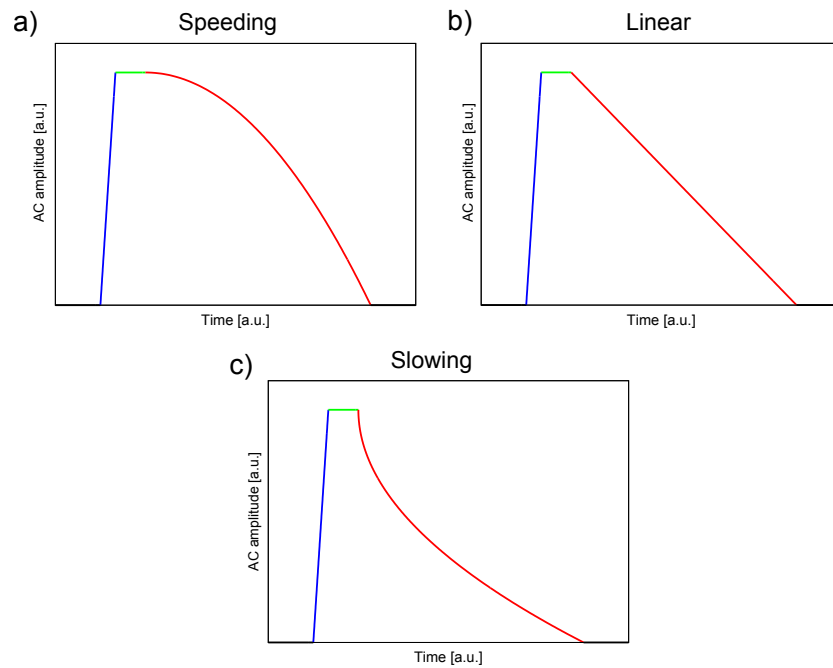 a)
Speeding
AC amplitude [a.u.]
Time [a.u.]
b)
Linear
AC amplitude [a.u.]
Time [a.u.]
c)
Slowing
AC amplitude [a.u.]
Time [a.u.]